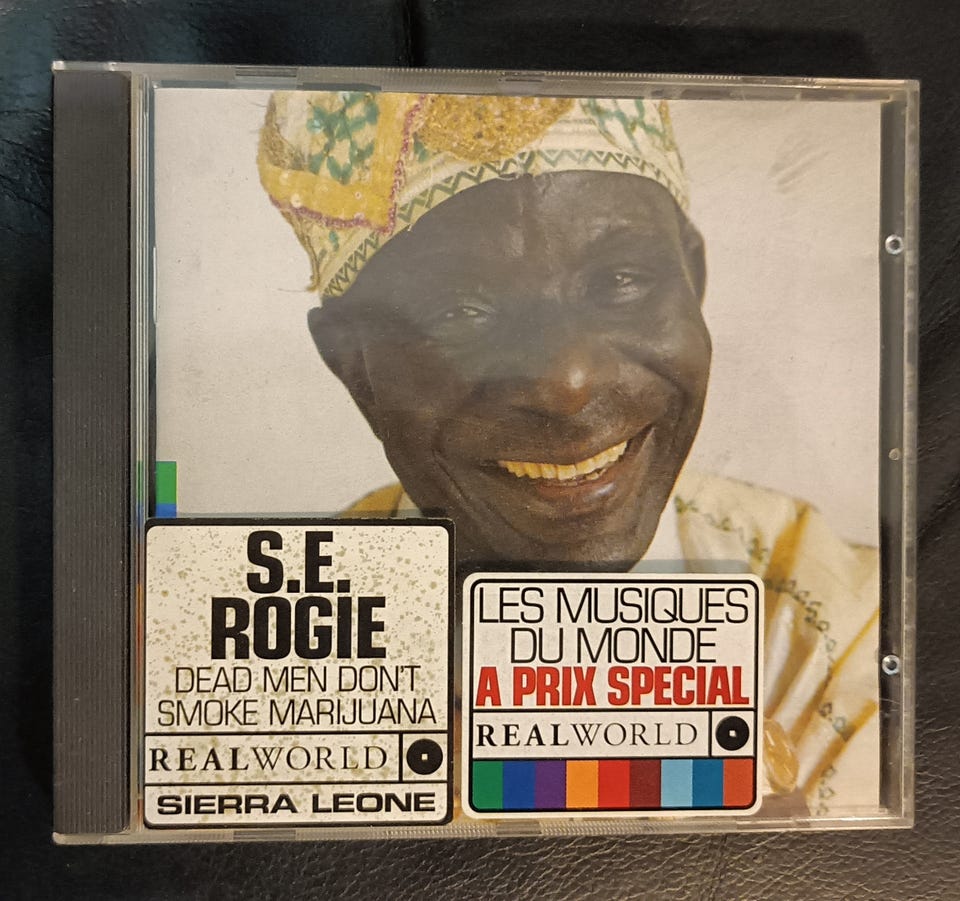 S.E.
ROGIE
DEAD MEN DON'T
SMOKE MARIJUANA
REALWORLD
SIERRA LEONE
LES MUSIQUES
DU MONDE
A PRIX SPECIAL
REALWORLD